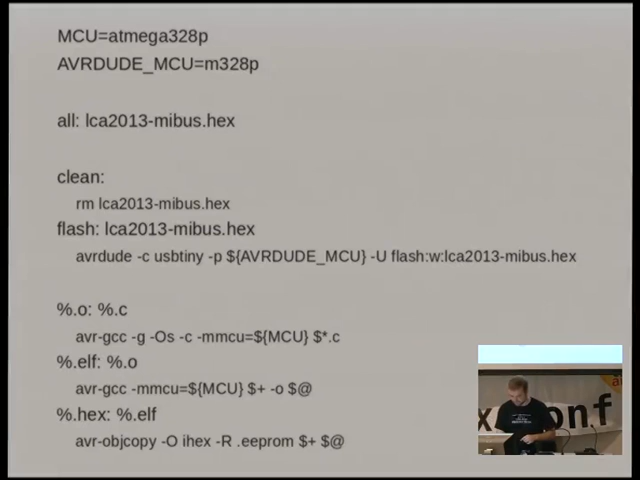 MCU=atmega328p
AVRDUDE_MCU=m328p
all: lca2013-mibus.hex
clean:
rm lca2013-mibus.hex
flash: lca2013-mibus.hex
avrdude -c usbtiny -p ${AVRDUDE_MCU} -U flash:w:lca2013-mibus.hex
%.o: %.c
avr-gcc -g -Os -c -mmcu=${MCU} $*.c
%.elf: %.o
avr-gcc -mmcu=${MCU} $+ -o $@
%.hex: %.elf
avr-objcopy -O ihex -R .eeprom $+ $@
x onf